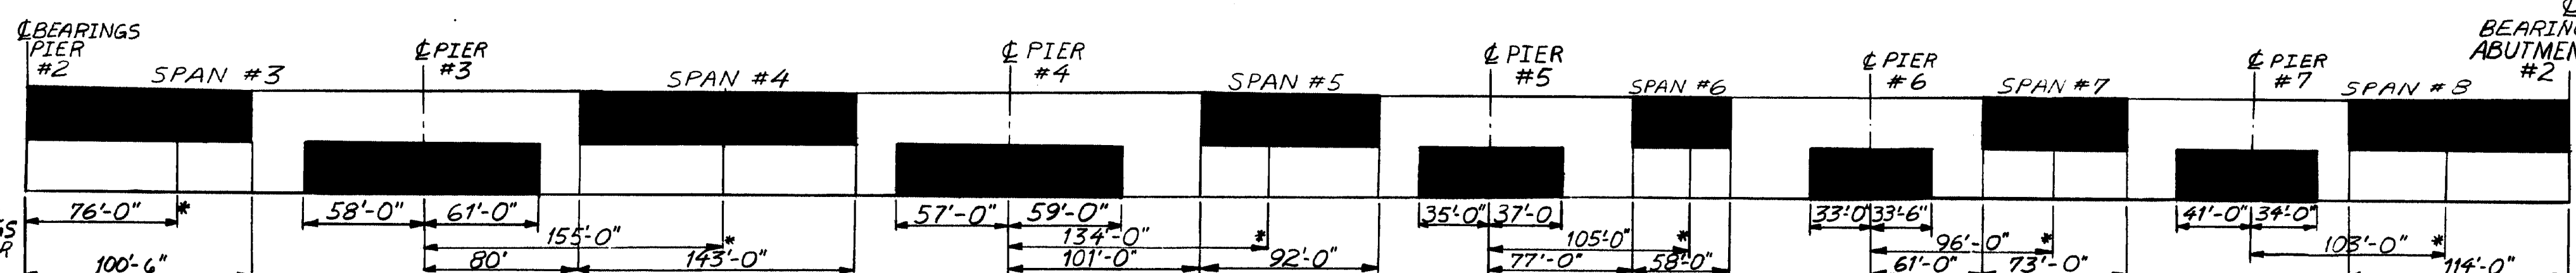 ℄ BEARINGS
PIER
#2
SPAN #3
℄ PIER
#3
SPAN #4
℄ PIER
#4
SPAN #5
℄ PIER
#5
SPAN #6
℄ PIER
#6
SPAN #7
℄ PIER
#7
SPAN #8
℄
BEARING
ABUTMEN
#2
76'-0" *
58'-0" 61'-0"
57'-0" 59'-0"
35'-0" 37'-0
33'-0" 33'-6"
41'-0" 34'-0"
GS
R
155'-0" *
134'-0" *
105'-0" *
96'-0" *
103'-0" *
100'-6"
80' 143'-0"
101'-0" 92'-0"
77'-0" 58'-0"
61'-0" 73'-0"
114'-0"